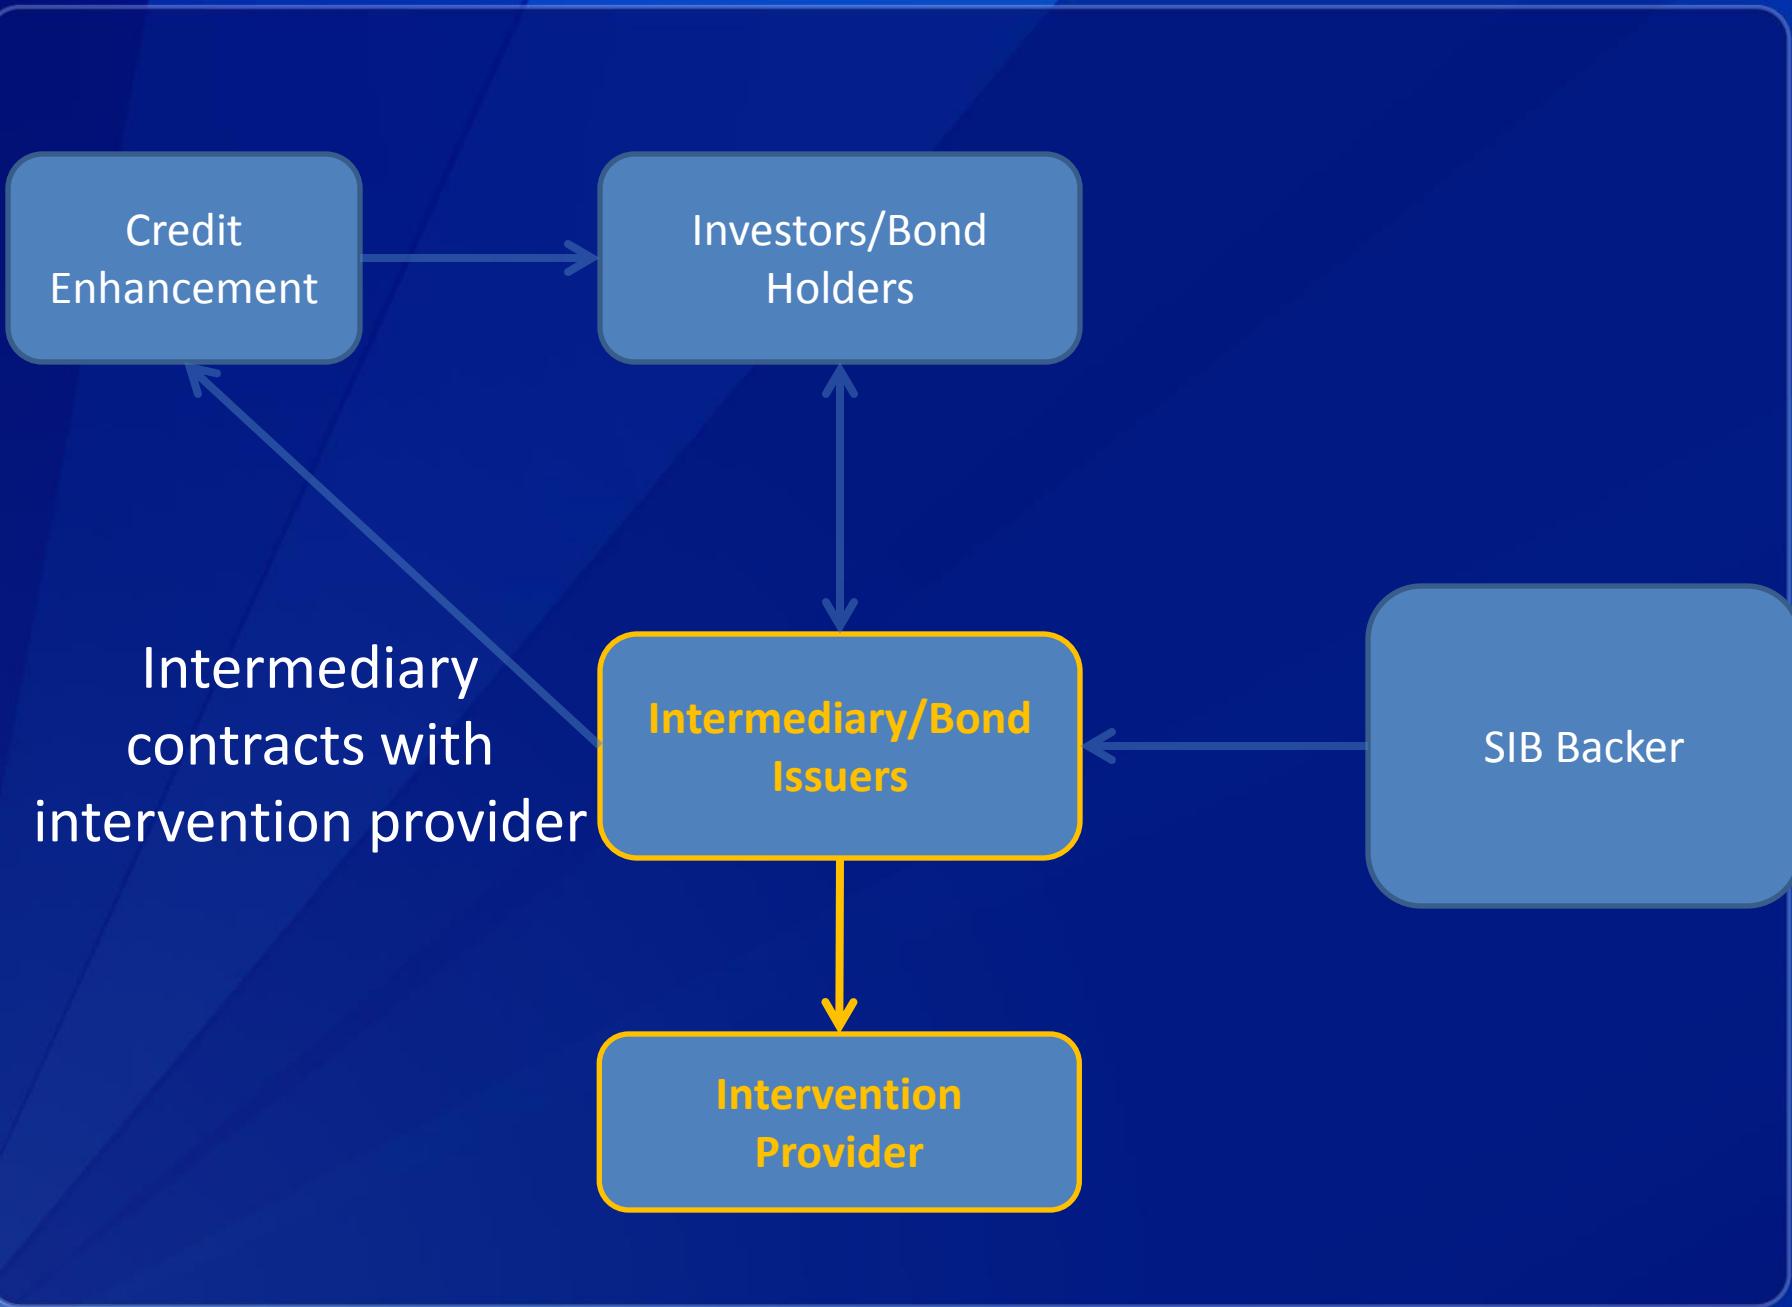 Credit
Enhancement
Investors/Bond
Holders
Intermediary
contracts with
intervention provider
Intermediary/Bond
Issuers
SIB Backer
Intervention
Provider